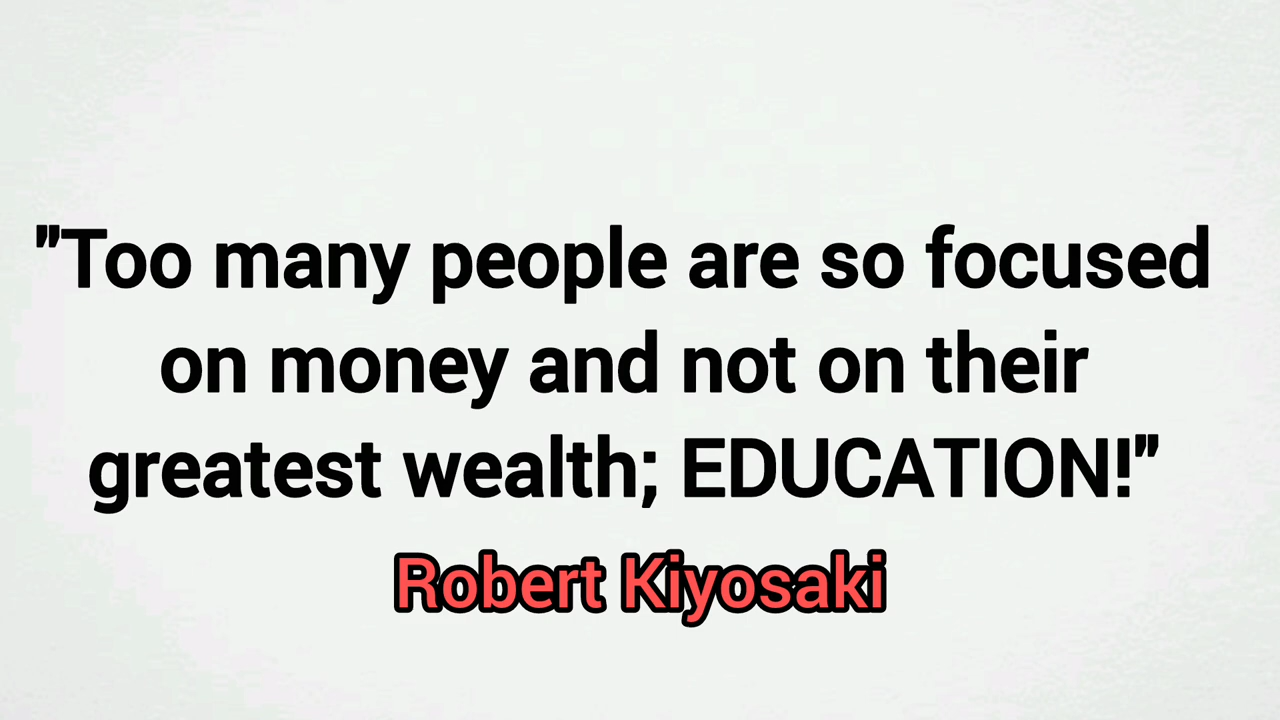 "Too many people are so focused
on money and not on their
greatest wealth; EDUCATION!"
Robert Kiyosaki